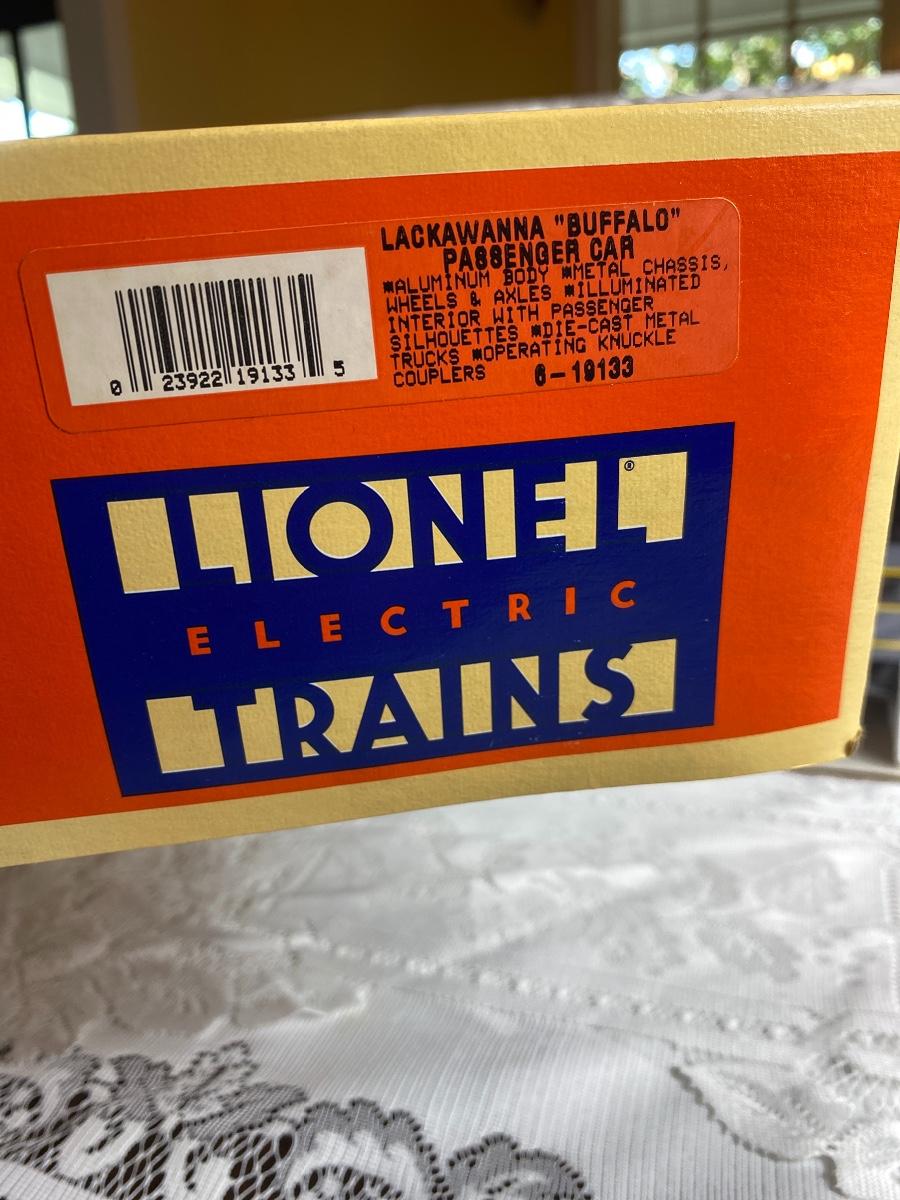 LACKAWANNA "BUFFALO"
PASSENGER CAR
*ALUMINUM BODY *METAL CHASSIS,
WHEELS & AXLES *ILLUMINATED
INTERIOR WITH PASSENGER
SILHOUETTES *DIE-CAST METAL
TRUCKS *OPERATING KNUCKLE
COUPLERS 6-19133
0 23922 19133 5
LIONEL®
ELECTRIC
TRAINS